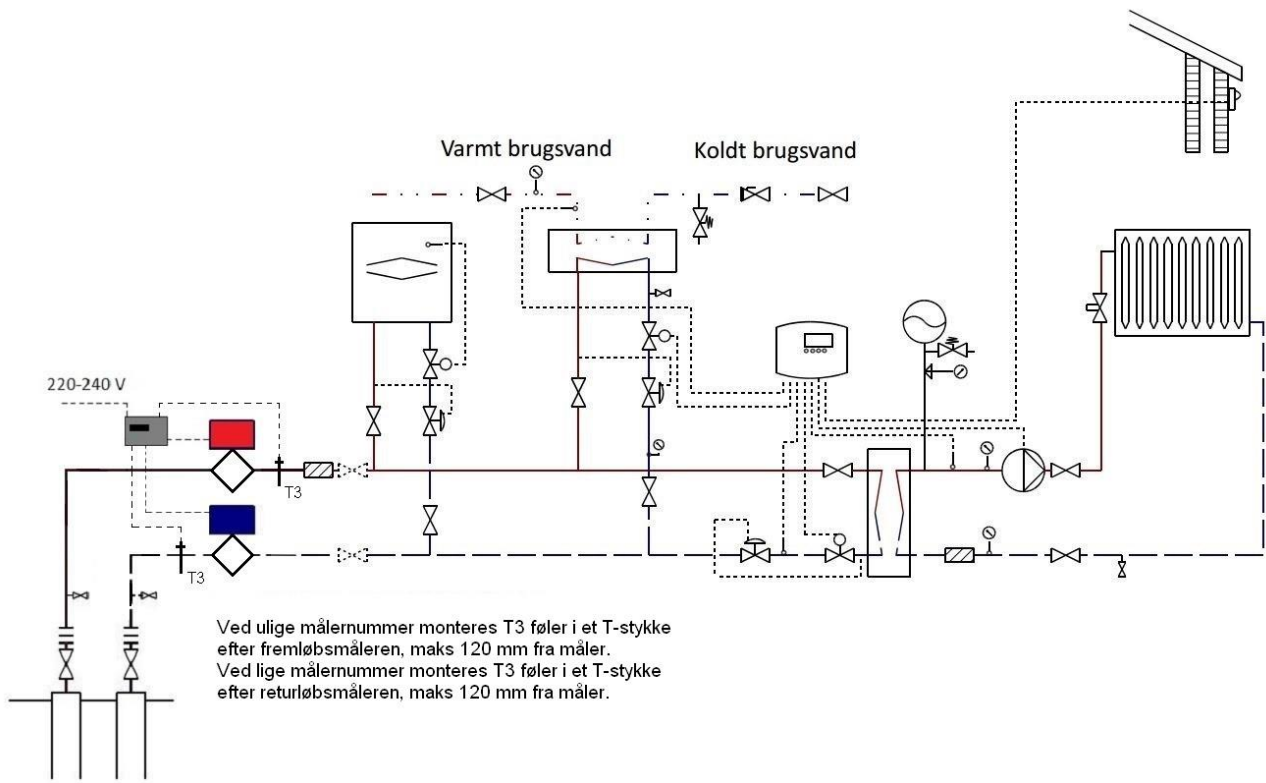 Varmt brugsvand
Koldt brugsvand
220-240 V
T3
T3
Ved ulige målernummer monteres T3 føler i et T-stykke
efter fremløbsmåleren, maks 120 mm fra måler.
Ved lige målernummer monteres T3 føler i et T-stykke
efter returløbsmåleren, maks 120 mm fra måler.